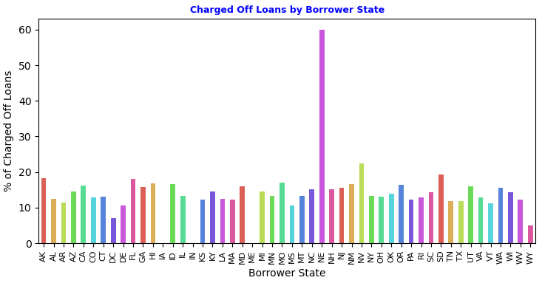 Charged Off Loans by Borrower State
% of Charged Off Loans
60
50
40
30
20
10
0
AK AL AR AZ CA CO CT DC DE FL GA HI IA ID IL IN KS KY LA MA MD ME MI MN MO MS MT NC NE NH NJ NM NV NY OH OK OR PA RI SC SD TN TX UT VA VT WA WI WV WY
Borrower State